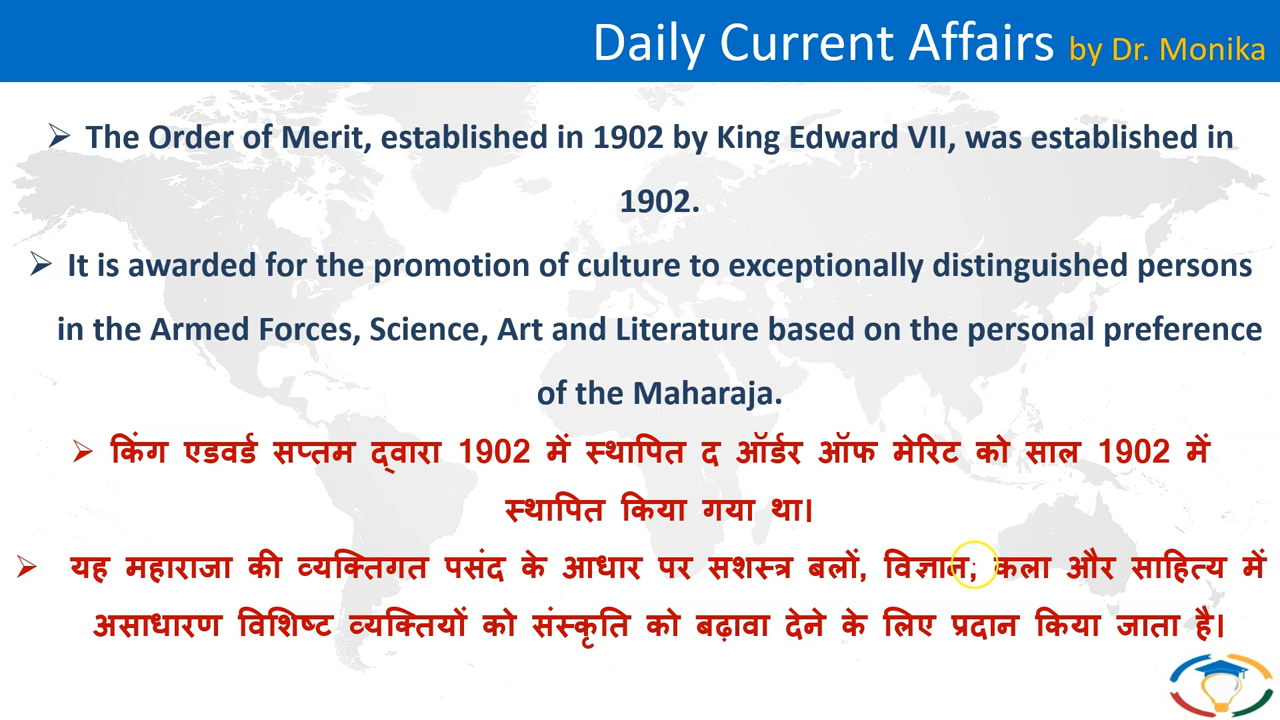 Daily Current Affairs by Dr. Monika
➢ The Order of Merit, established in 1902 by King Edward VII, was established in
1902.
➢ It is awarded for the promotion of culture to exceptionally distinguished persons
in the Armed Forces, Science, Art and Literature based on the personal preference
of the Maharaja.
➢ किंग एडवर्ड सप्तम द्वारा 1902 में स्थापित द ऑर्डर ऑफ मेरिट को साल 1902 में
स्थापित किया गया था।
➢ यह महाराजा की व्यक्तिगत पसंद के आधार पर सशस्त्र बलों, विज्ञान, कला और साहित्य में
असाधारण विशिष्ट व्यक्तियों को संस्कृति को बढ़ावा देने के लिए प्रदान किया जाता है।